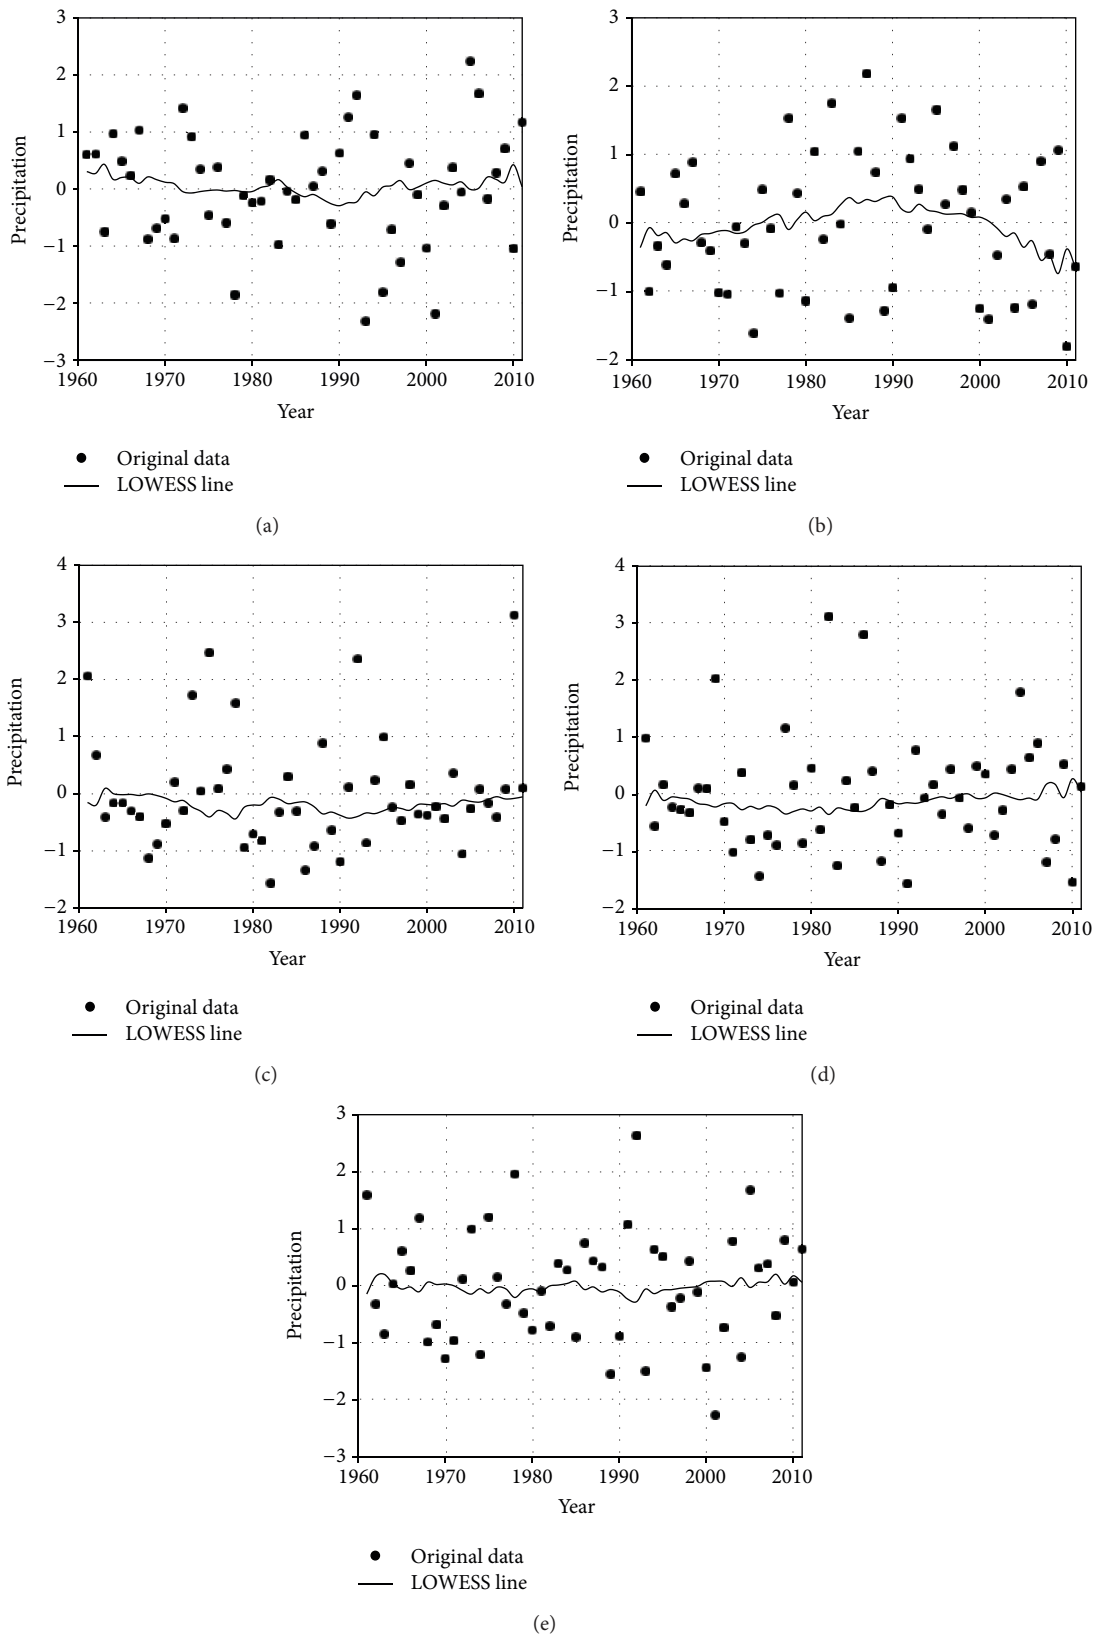 3
2
1
0
−1
−2
−3
Precipitation
1960 1970 1980 1990 2000 2010
Year
Original data
LOWESS line
(a)
3
2
1
0
−1
−2
Precipitation
1960 1970 1980 1990 2000 2010
Year
Original data
LOWESS line
(b)
4
3
2
1
0
−1
−2
Precipitation
1960 1970 1980 1990 2000 2010
Year
Original data
LOWESS line
(c)
4
3
2
1
0
−1
−2
Precipitation
1960 1970 1980 1990 2000 2010
Year
Original data
LOWESS line
(d)
3
2
1
0
−1
−2
−3
Precipitation
1960 1970 1980 1990 2000 2010
Year
Original data
LOWESS line
(e)